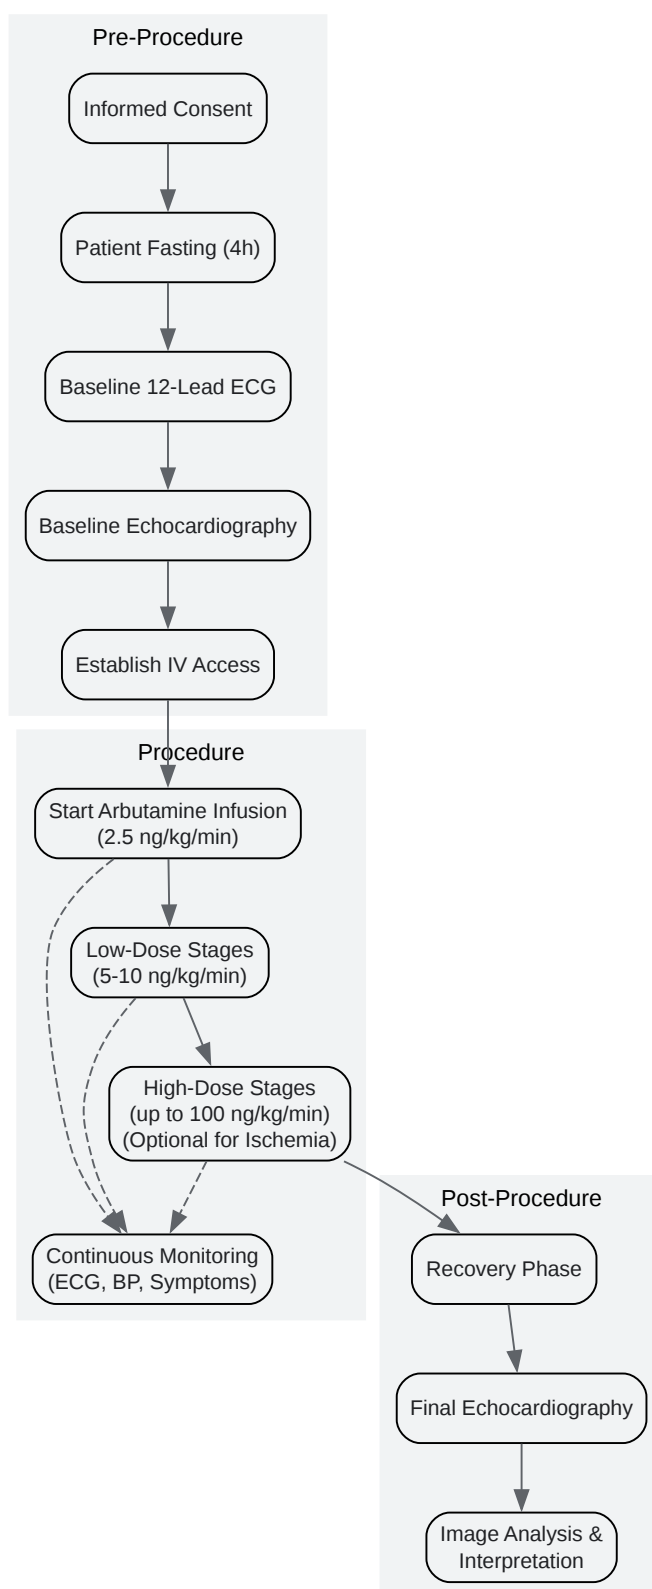 Pre-Procedure
Informed Consent
Patient Fasting (4h)
Baseline 12-Lead ECG
Baseline Echocardiography
Establish IV Access
Procedure
Start Arbutamine Infusion
(2.5 ng/kg/min)
Low-Dose Stages
(5-10 ng/kg/min)
High-Dose Stages
(up to 100 ng/kg/min)
(Optional for Ischemia)
Continuous Monitoring
(ECG, BP, Symptoms)
Post-Procedure
Recovery Phase
Final Echocardiography
Image Analysis &
Interpretation